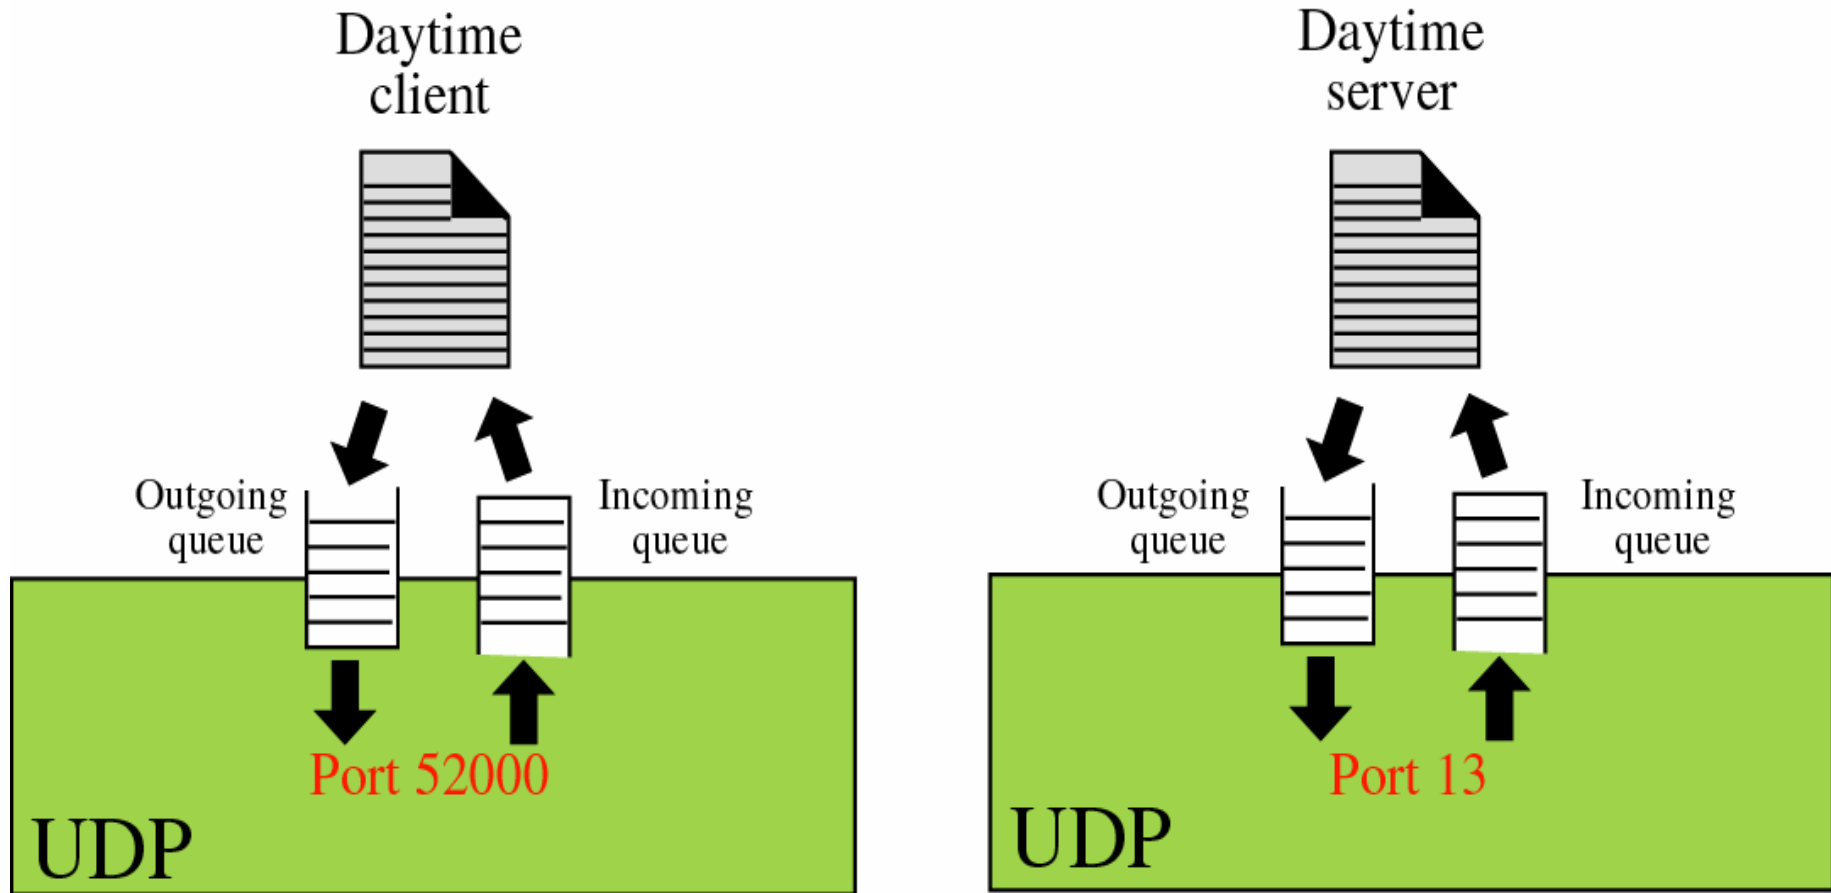 Daytime
client
Outgoing
queue
Incoming
queue
Port 52000
UDP
Daytime
server
Outgoing
queue
Incoming
queue
Port 13
UDP